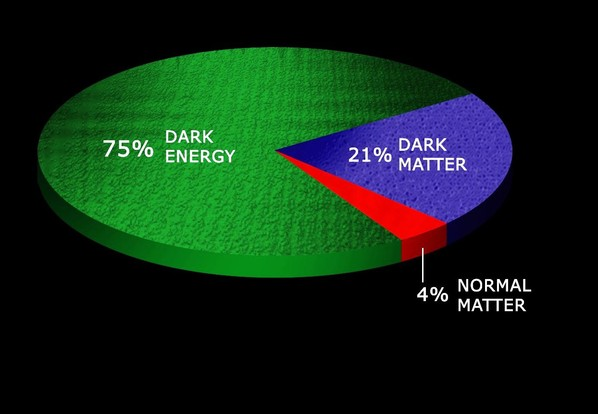 75% DARK
ENERGY
21% DARK
MATTER
4% NORMAL
MATTER